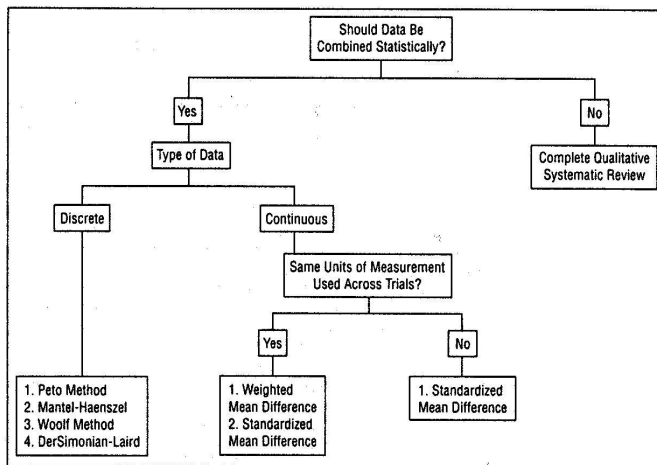 Should Data Be
Combined Statistically?
Yes
No
Type of Data
Complete Qualitative
Systematic Review
Discrete
Continuous
Same Units of Measurement
Used Across Trials?
Yes
No
1. Peto Method
2. Mantel-Haenszel
3. Woolf Method
4. DerSimonian-Laird
1. Weighted
Mean Difference
2. Standardized
Mean Difference
1. Standardized
Mean Difference